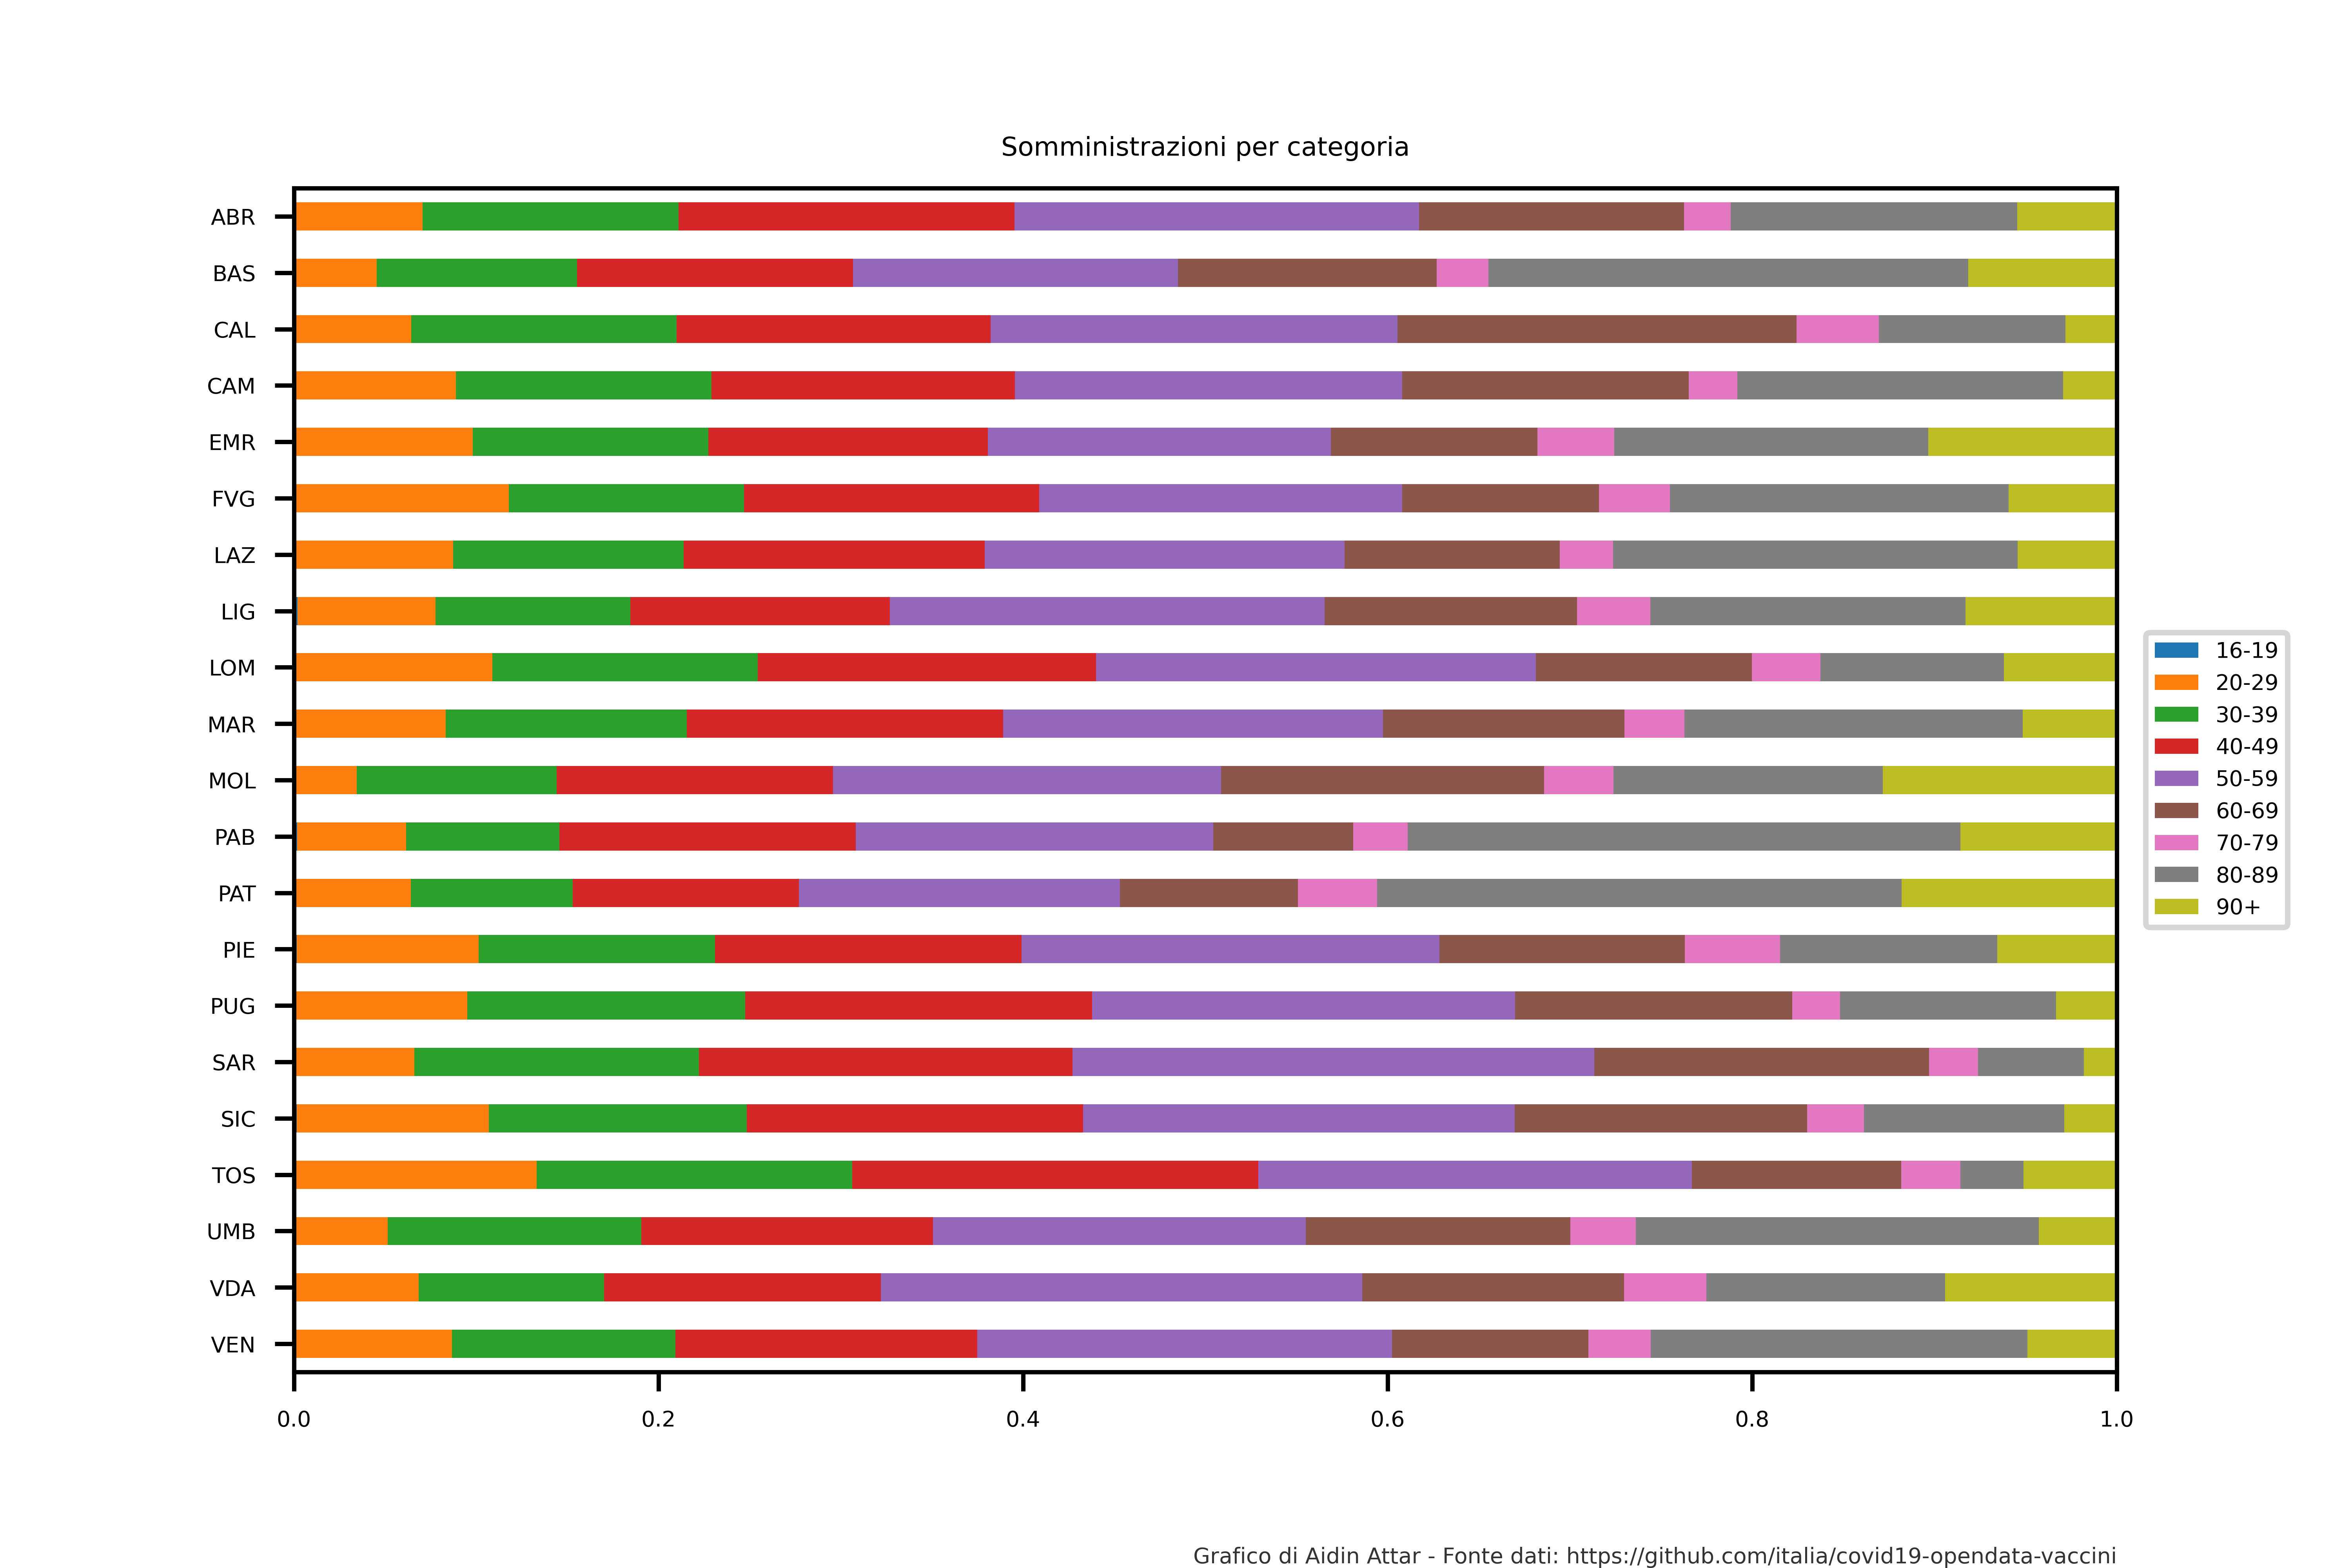 Somministrazioni per categoria
ABR
BAS
CAL
CAM
EMR
FVG
LAZ
LIG
LOM
MAR
MOL
PAB
PAT
PIE
PUG
SAR
SIC
TOS
UMB
VDA
VEN
0.0 0.2 0.4 0.6 0.8 1.0
16-19
20-29
30-39
40-49
50-59
60-69
70-79
80-89
90+
Grafico di Aidin Attar - Fonte dati: https://github.com/italia/covid19-opendata-vaccini